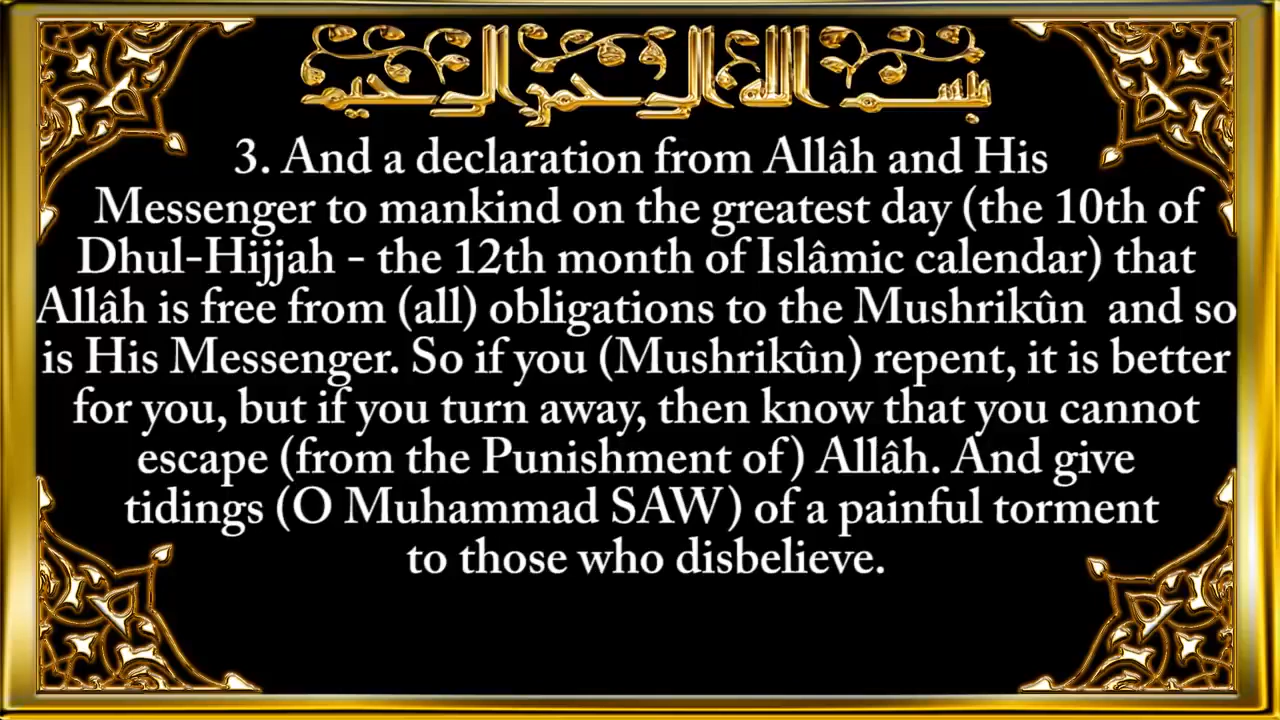 بسم الله الرحمن الرحيم
3. And a declaration from Allâh and His
Messenger to mankind on the greatest day (the 10th of
Dhul-Hijjah - the 12th month of Islâmic calendar) that
Allâh is free from (all) obligations to the Mushrikûn  and so
is His Messenger. So if you (Mushrikûn) repent, it is better
for you, but if you turn away, then know that you cannot
escape (from the Punishment of) Allâh. And give
tidings (O Muhammad SAW) of a painful torment
to those who disbelieve.